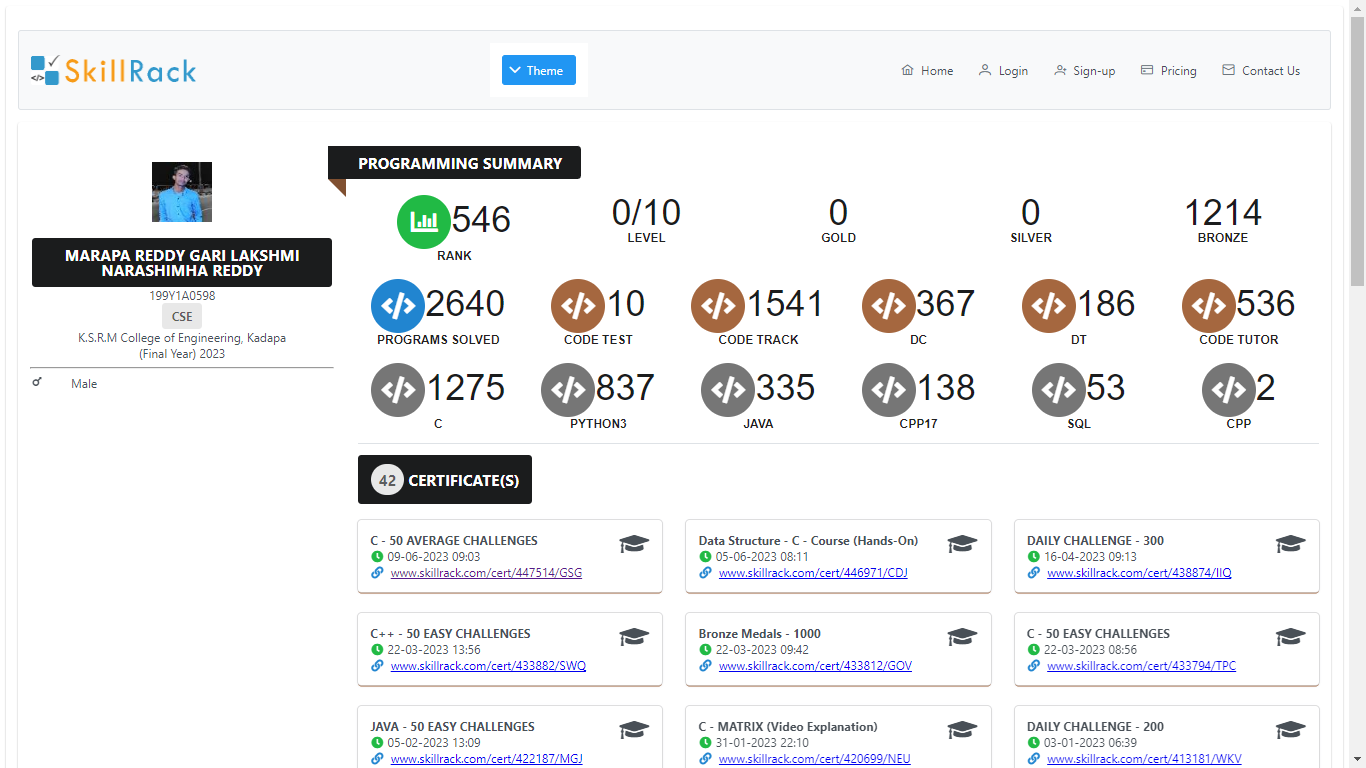 SkillRack
Theme
Home
Login
Sign-up
Pricing
Contact Us
MARAPA REDDY GARI LAKSHMI
NARASHIMHA REDDY
199Y1A0598
CSE
K.S.R.M College of Engineering, Kadapa
(Final Year) 2023
Male
PROGRAMMING SUMMARY
546
RANK
0/10
LEVEL
0
GOLD
0
SILVER
1214
BRONZE
2640
PROGRAMS SOLVED
10
CODE TEST
1541
CODE TRACK
367
DC
186
DT
536
CODE TUTOR
1275
C
837
PYTHON3
335
JAVA
138
CPP17
53
SQL
2
CPP
42 CERTIFICATE(S)
C - 50 AVERAGE CHALLENGES
09-06-2023 09:03
www.skillrack.com/cert/447514/GSG
Data Structure - C - Course (Hands-On)
05-06-2023 08:11
www.skillrack.com/cert/446971/CDJ
DAILY CHALLENGE - 300
16-04-2023 09:13
www.skillrack.com/cert/438874/IIQ
C++ - 50 EASY CHALLENGES
22-03-2023 13:56
www.skillrack.com/cert/433882/SWQ
Bronze Medals - 1000
22-03-2023 09:42
www.skillrack.com/cert/433812/GOV
C - 50 EASY CHALLENGES
22-03-2023 08:56
www.skillrack.com/cert/433794/TPC
JAVA - 50 EASY CHALLENGES
05-02-2023 13:09
www.skillrack.com/cert/422187/MGJ
C - MATRIX (Video Explanation)
31-01-2023 22:10
www.skillrack.com/cert/420699/NEU
DAILY CHALLENGE - 200
03-01-2023 06:39
www.skillrack.com/cert/413181/WKV